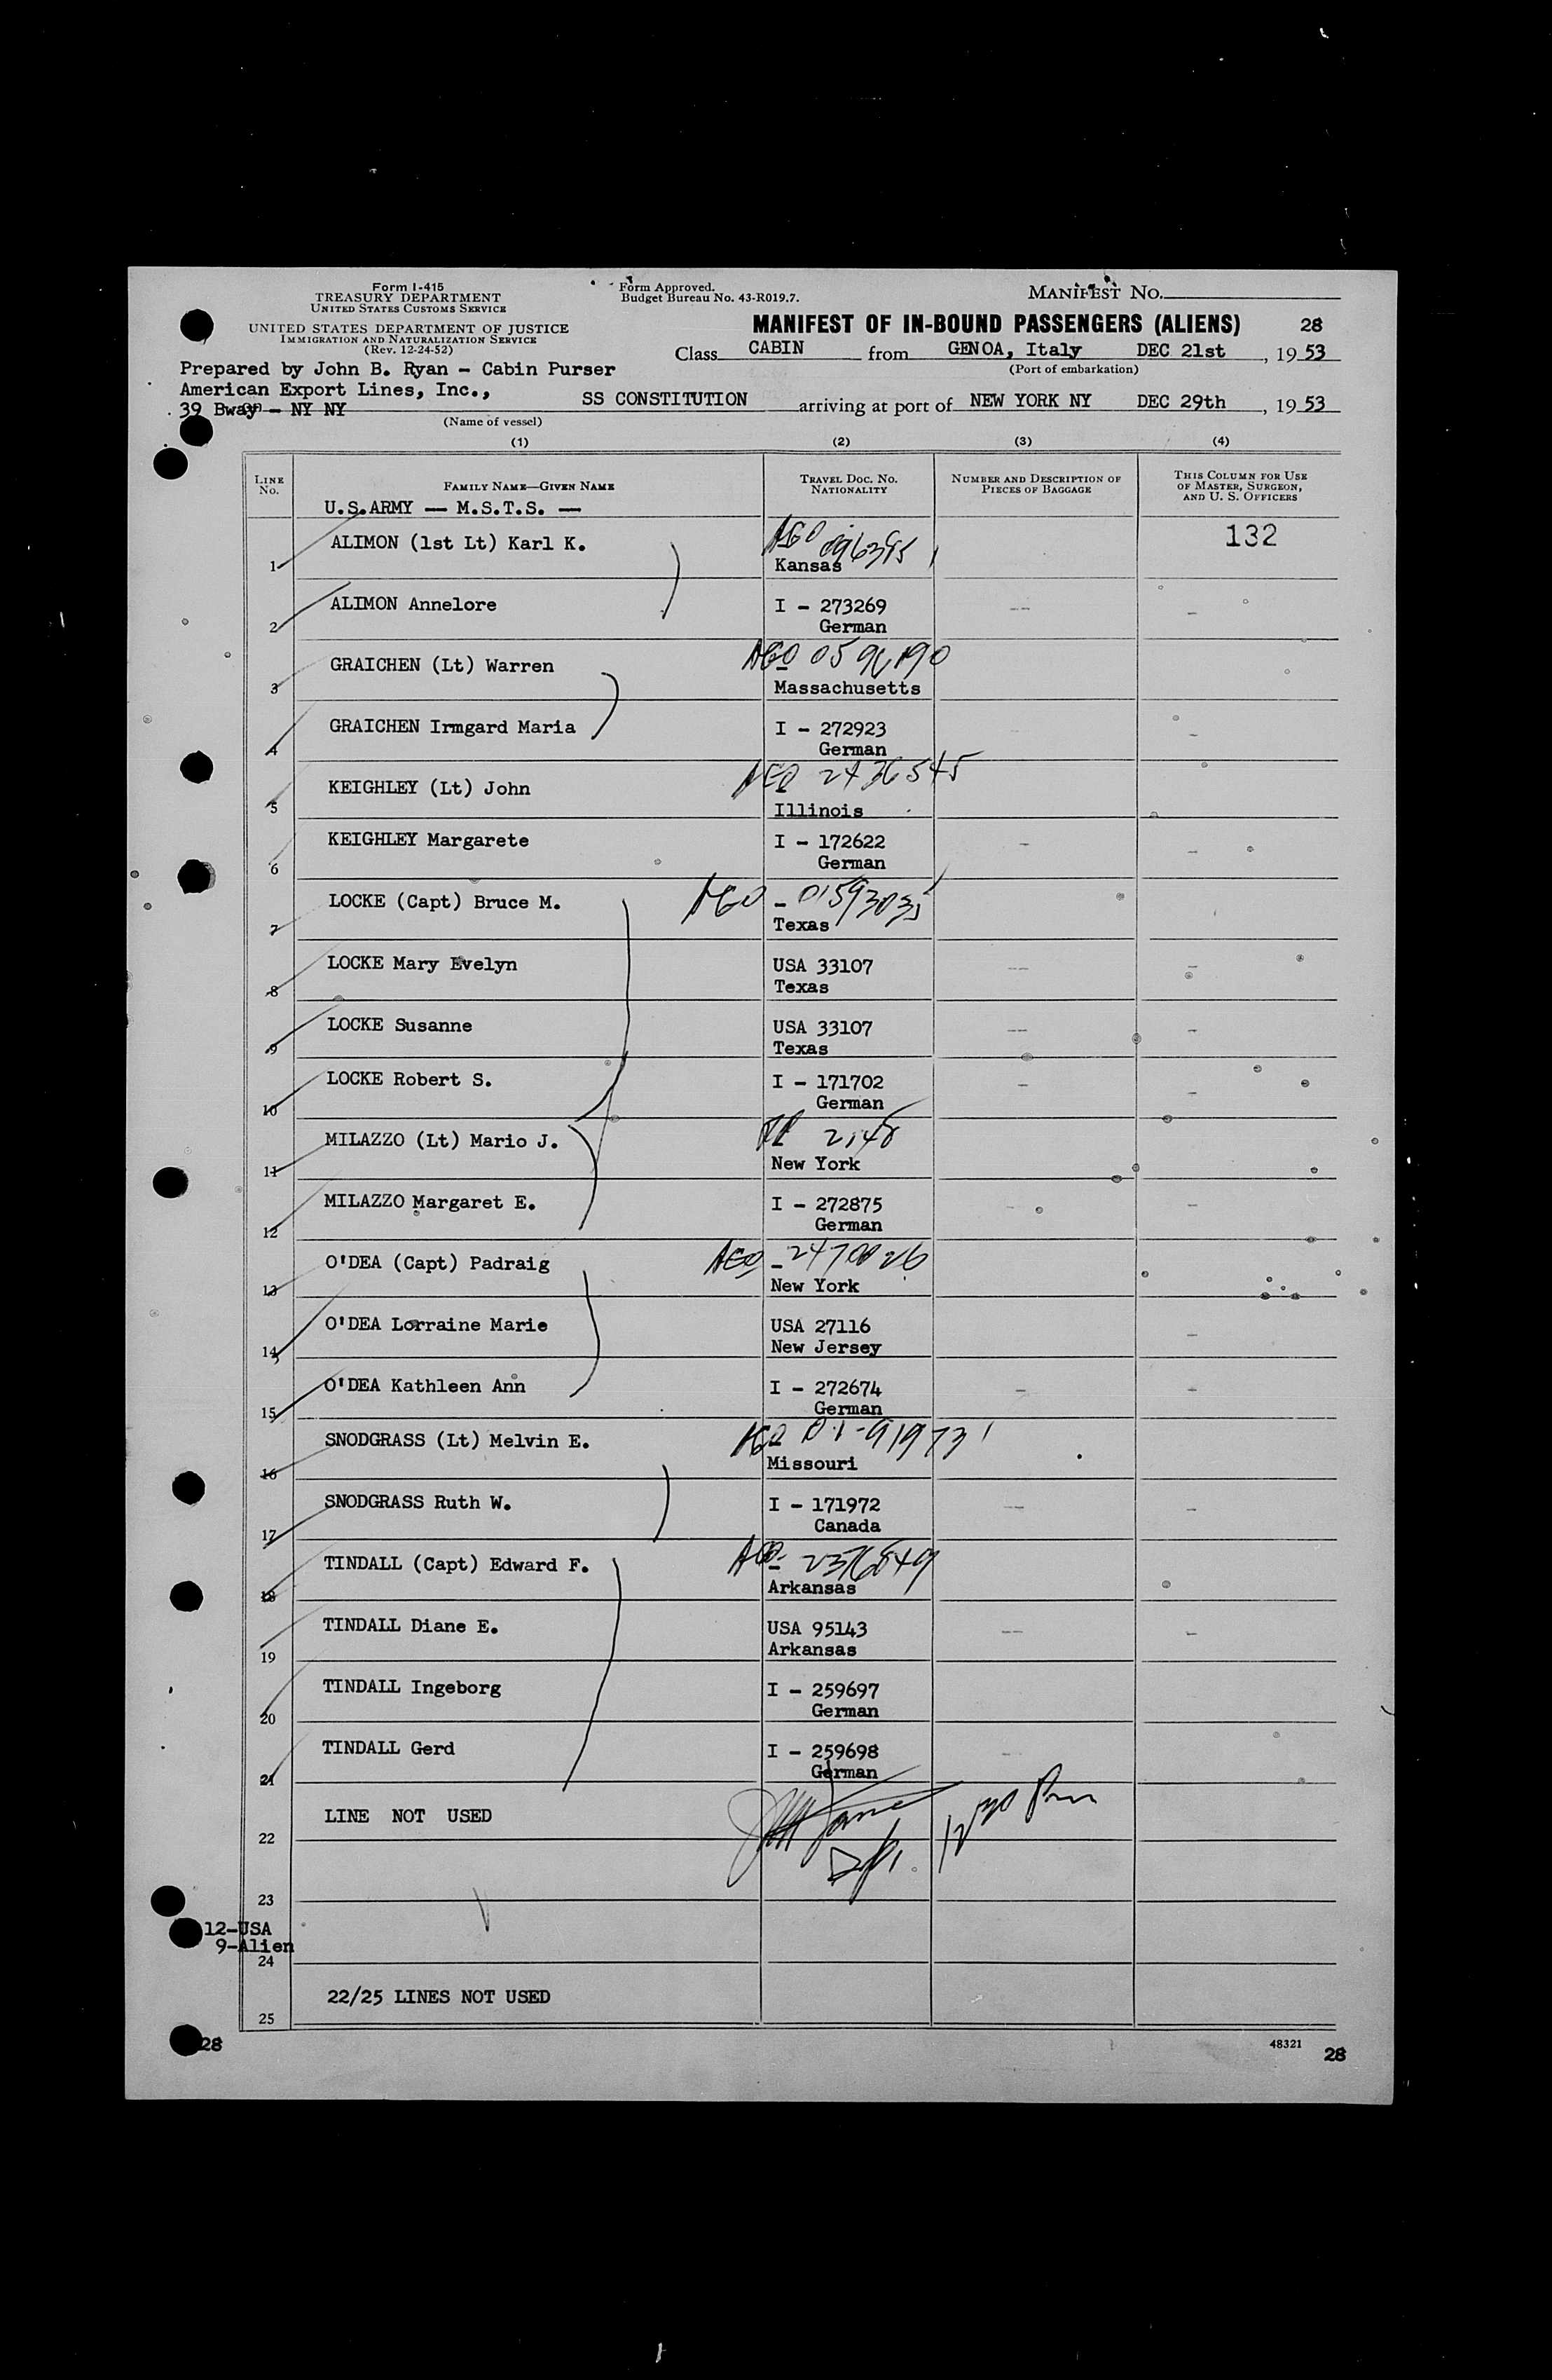 Form I-415
TREASURY DEPARTMENT
UNITED STATES CUSTOMS SERVICE
UNITED STATES DEPARTMENT OF JUSTICE
IMMIGRATION AND NATURALIZATION SERVICE
(Rev. 12-24-52)
Form Approved.
Budget Bureau No. 43-R019.7.
MANIFEST No.
MANIFEST OF IN-BOUND PASSENGERS (ALIENS) 28
Class CABIN from GENOA, Italy DEC 21st, 1953
(Port of embarkation)
Prepared by John B. Ryan - Cabin Purser
American Export Lines, Inc.,
39 Bway - NY NY
on SS CONSTITUTION arriving at port of NEW YORK NY DEC 29th, 1953
(Name of vessel)
(1) (2) (3) (4)
LINE No. FAMILY NAME—GIVEN NAME TRAVEL DOC. NO. NATIONALITY NUMBER AND DESCRIPTION OF PIECES OF BAGGAGE THIS COLUMN FOR USE OF MASTER, SURGEON, AND U. S. OFFICERS
U.S.ARMY -- M.S.T.S. --
132
1 ALIMON (1st Lt) Karl K. AGO
Kansas
2 ALIMON Annelore I - 273269
German
3 GRAICHEN (Lt) Warren AGO
Massachusetts
4 GRAICHEN Irmgard Maria I - 272923
German
5 KEIGHLEY (Lt) John AGO 2436545
Illinois
6 KEIGHLEY Margarete I - 172622
German
7 LOCKE (Capt) Bruce M. AGO - 01593035
Texas
8 LOCKE Mary Evelyn USA 33107
Texas
9 LOCKE Susanne USA 33107
Texas
10 LOCKE Robert S. I - 171702
German
11 MILAZZO (Lt) Mario J. 2148
New York
12 MILAZZO Margaret E. I - 272875
German
13 O'DEA (Capt) Padraig AGO -
New York
14 O'DEA Lorraine Marie USA 27116
New Jersey
15 O'DEA Kathleen Ann I - 272674
German
16 SNODGRASS (Lt) Melvin E. AGO
Missouri
17 SNODGRASS Ruth W. I - 171972
Canada
18 TINDALL (Capt) Edward F. AGO -
Arkansas
19 TINDALL Diane E. USA 95143
Arkansas
20 TINDALL Ingeborg I - 259697
German
21 TINDALL Gerd I - 259698
German
22 LINE NOT USED
23
12-USA
9-Alien
24
25 22/25 LINES NOT USED
28
48321
28